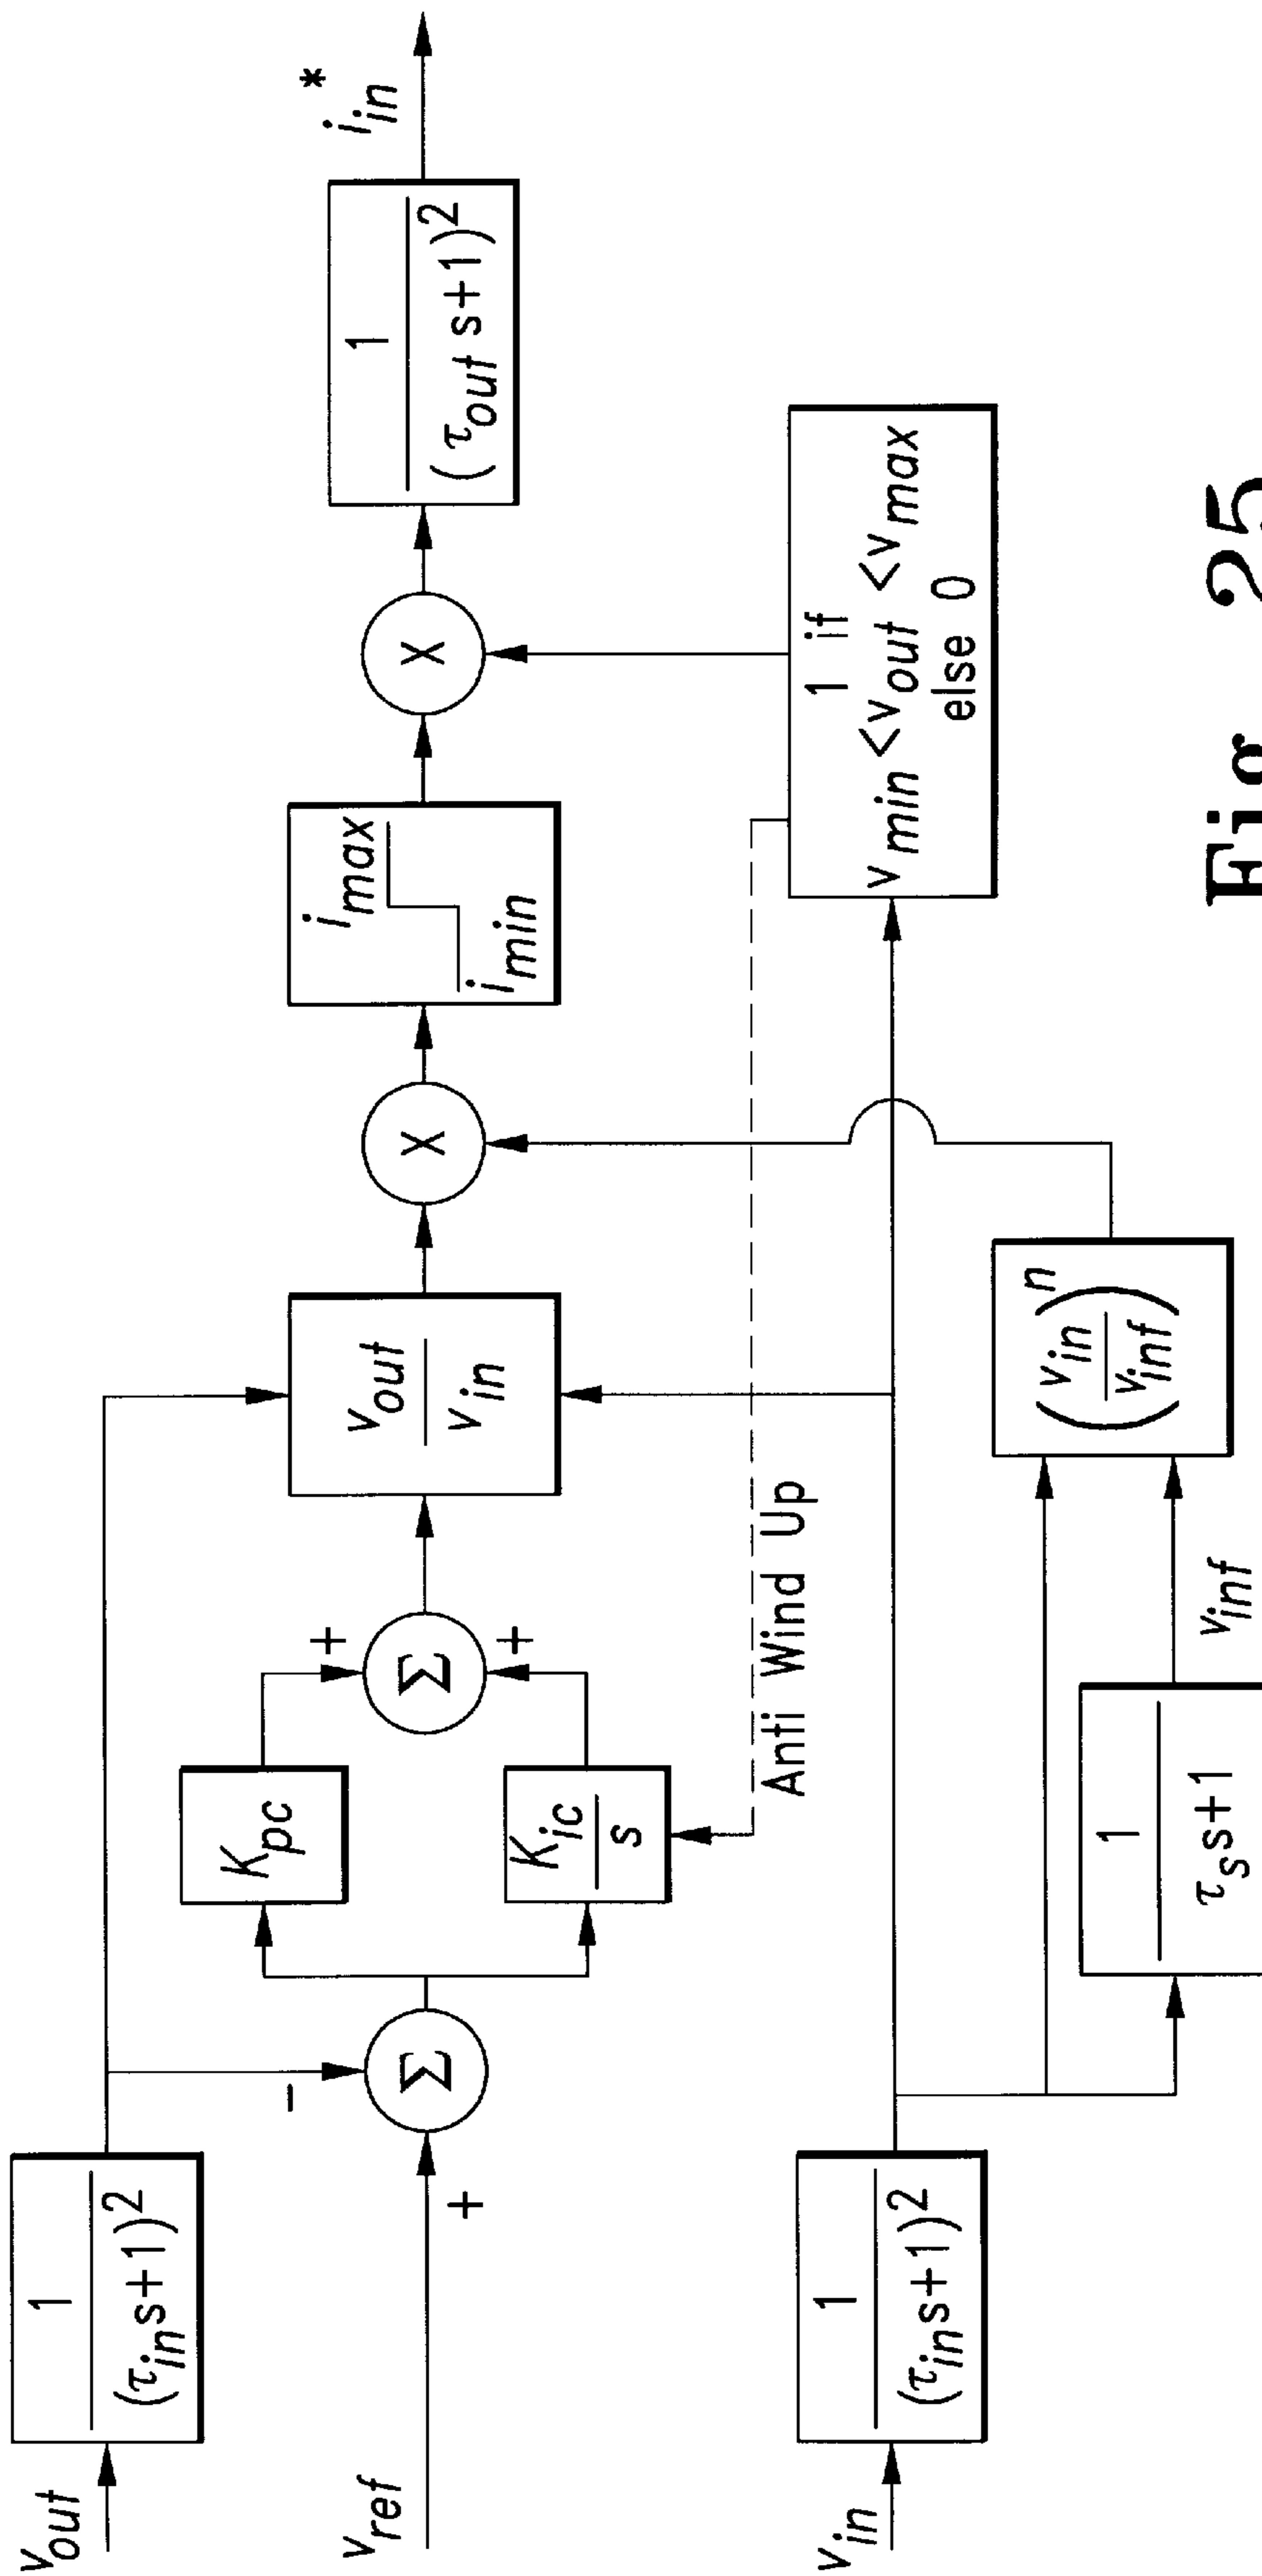 v_out
1
(τ_in s+1)^2
v_ref
+
-
Σ
K_pc
K_ic
s
+
+
Σ
v_out
v_in
X
i_max
i_min
X
1
(τ_out s+1)^2
i_in*
Anti Wind Up
1 if
v_min <v_out <v_max
else 0
v_in
1
(τ_in s+1)^2
1
τ_s s+1
v_inf
(v_in
v_inf)^n
Fig. 25